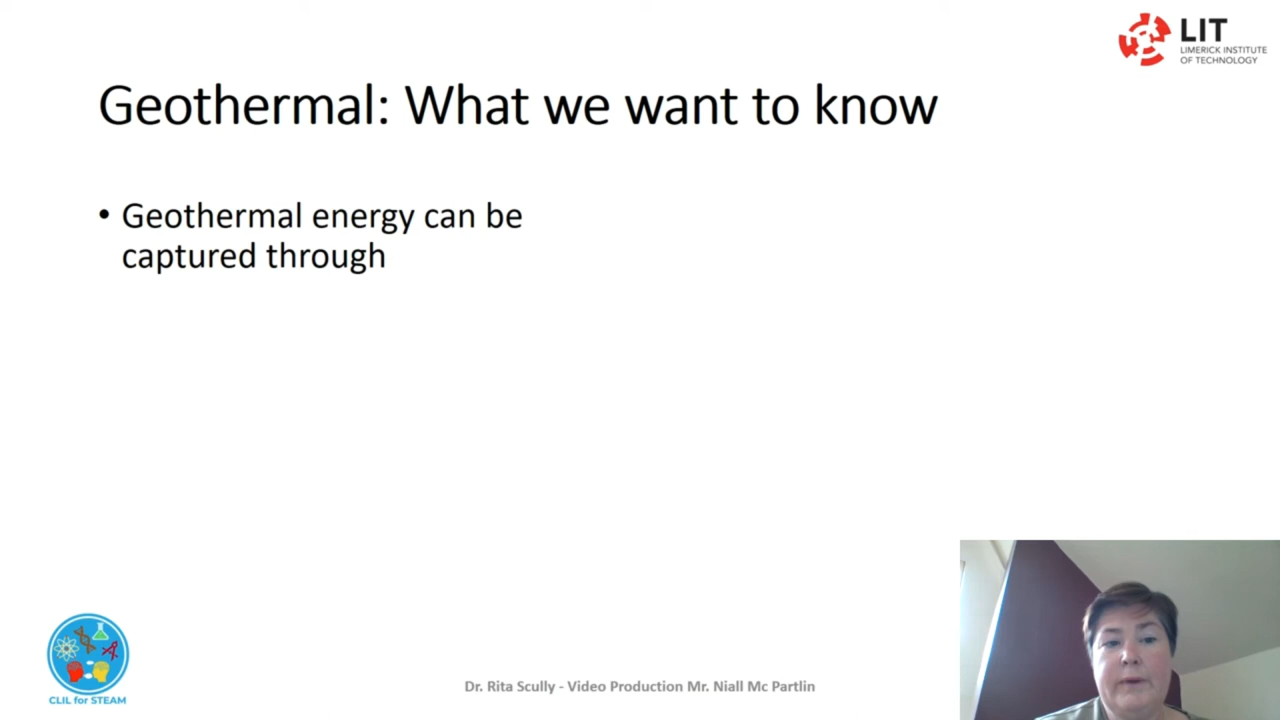 LIT
LIMERICK INSTITUTE
OF TECHNOLOGY
Geothermal: What we want to know
• Geothermal energy can be
captured through
CLIL for STEAM
Dr. Rita Scully - Video Production Mr. Niall Mc Partlin